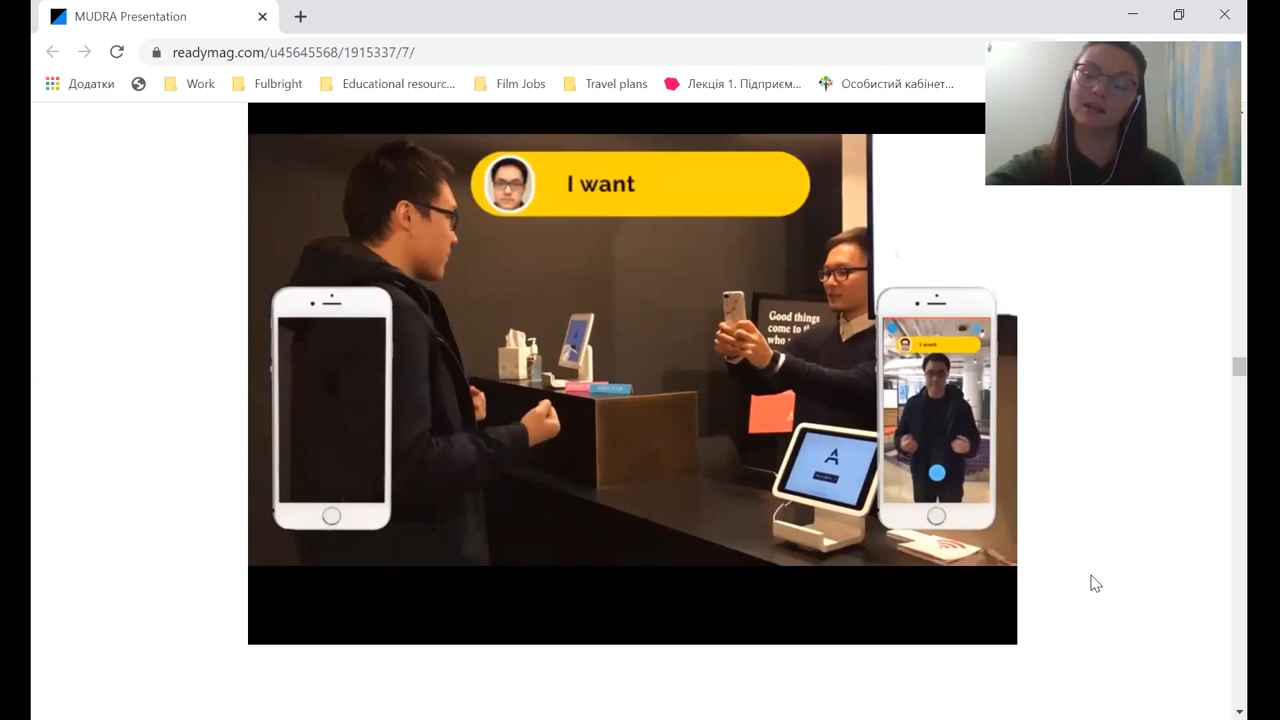 MUDRA Presentation
readymag.com/u45645568/1915337/7/
Додатки
Work
Fulbright
Educational resourc...
Film Jobs
Travel plans
Лекція 1. Підприєм...
Особистий кабінет...
I want
Good things
come to th
who
I want
A